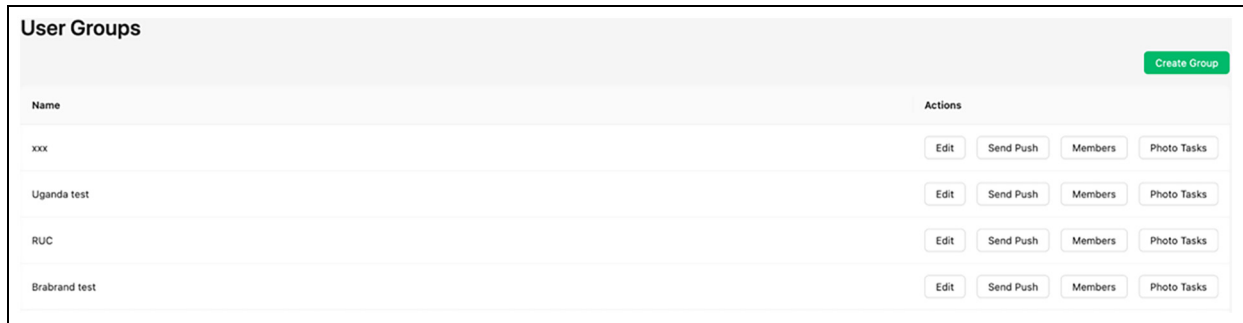 User Groups
Create Group
Name Actions
xxx Edit Send Push Members Photo Tasks
Uganda test Edit Send Push Members Photo Tasks
RUC Edit Send Push Members Photo Tasks
Brabrand test Edit Send Push Members Photo Tasks